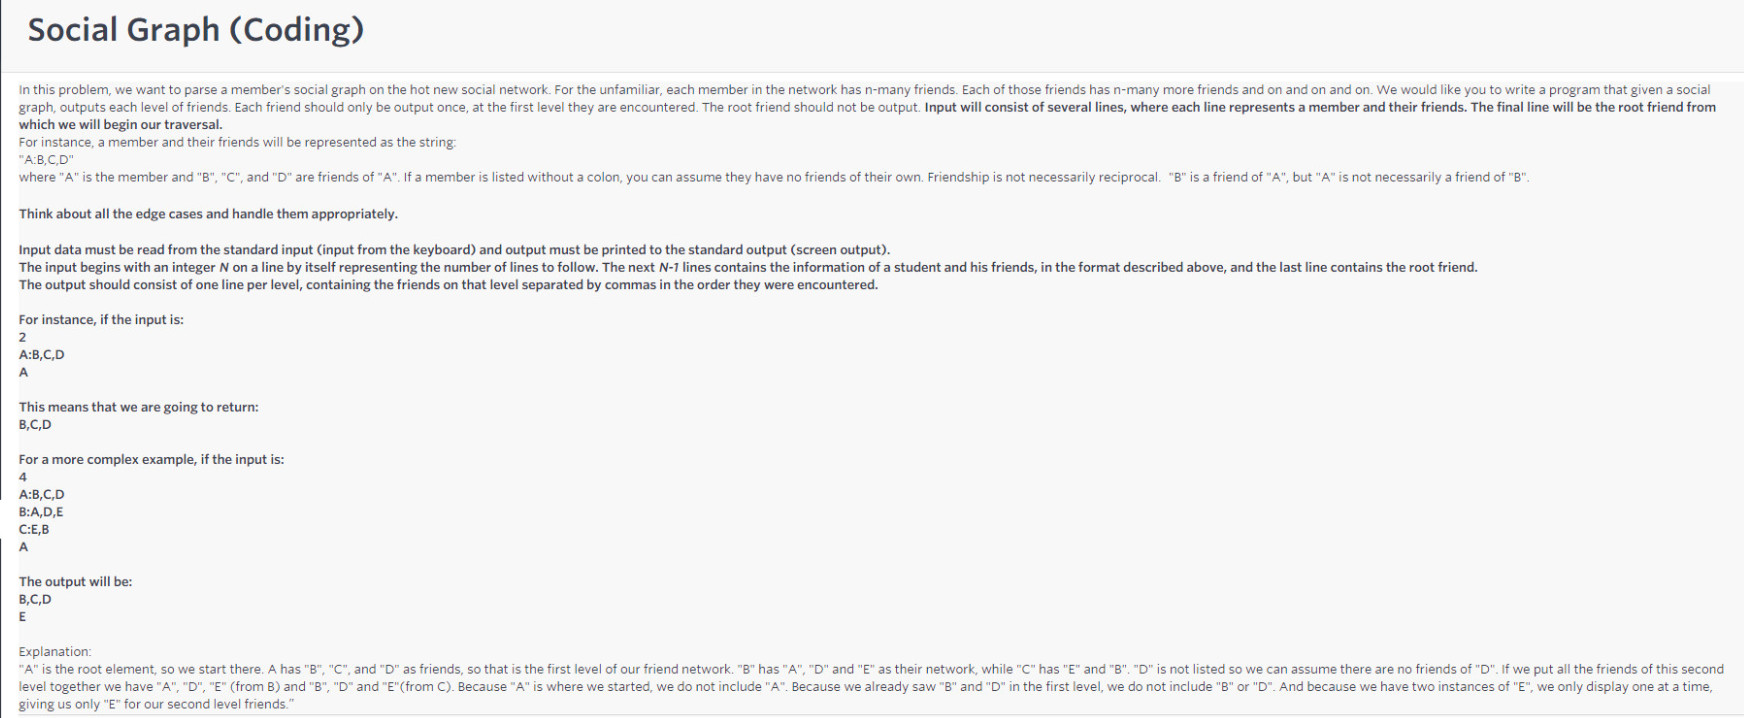 Social Graph (Coding)
In this problem, we want to parse a member's social graph on the hot new social network. For the unfamiliar, each member in the network has n-many friends. Each of those friends has n-many more friends and on and on and on. We would like you to write a program that given a social
graph, outputs each level of friends. Each friend should only be output once, at the first level they are encountered. The root friend should not be output. Input will consist of several lines, where each line represents a member and their friends. The final line will be the root friend from
which we will begin our traversal.
For instance, a member and their friends will be represented as the string:
"A:B,C,D"
where "A" is the member and "B", "C", and "D" are friends of "A". If a member is listed without a colon, you can assume they have no friends of their own. Friendship is not necessarily reciprocal.  "B" is a friend of "A", but "A" is not necessarily a friend of "B".
Think about all the edge cases and handle them appropriately.
Input data must be read from the standard input (input from the keyboard) and output must be printed to the standard output (screen output).
The input begins with an integer N on a line by itself representing the number of lines to follow. The next N-1 lines contains the information of a student and his friends, in the format described above, and the last line contains the root friend.
The output should consist of one line per level, containing the friends on that level separated by commas in the order they were encountered.
For instance, if the input is:
2
A:B,C,D
A
This means that we are going to return:
B,C,D
For a more complex example, if the input is:
4
A:B,C,D
B:A,D,E
C:E,B
A
The output will be:
B,C,D
E
Explanation:
"A" is the root element, so we start there. A has "B", "C", and "D" as friends, so that is the first level of our friend network. "B" has "A", "D" and "E" as their network, while "C" has "E" and "B". "D" is not listed so we can assume there are no friends of "D". If we put all the friends of this second
level together we have "A", "D", "E" (from B) and "B", "D" and "E"(from C). Because "A" is where we started, we do not include "A". Because we already saw "B" and "D" in the first level, we do not include "B" or "D". And because we have two instances of "E", we only display one at a time,
giving us only "E" for our second level friends."